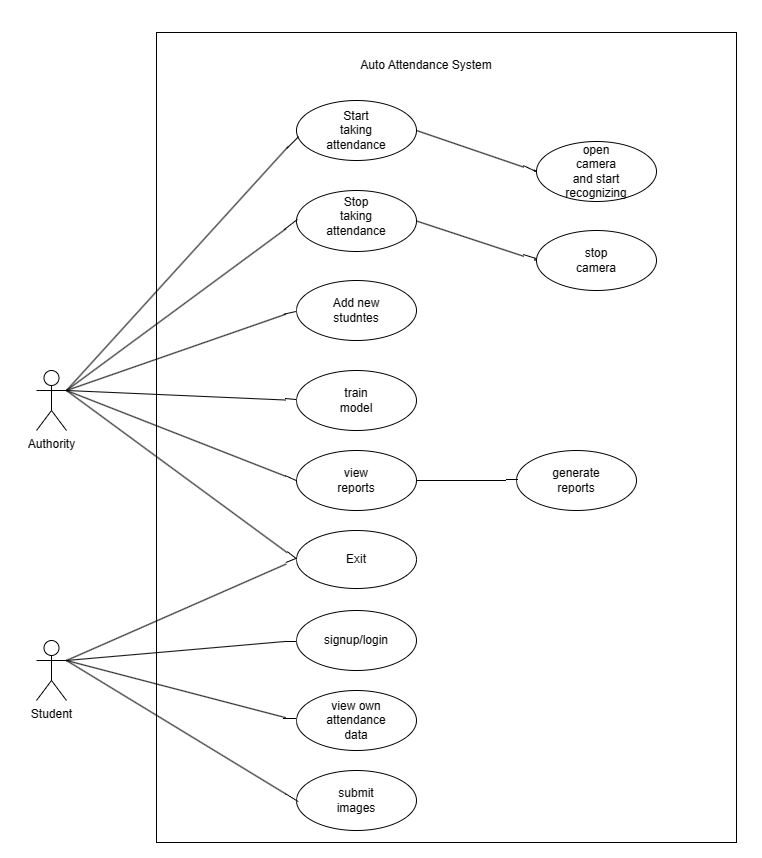 Auto Attendance System
Start
taking
attendance
open
camera
and start
recognizing
Stop
taking
attendance
stop
camera
Add new
studntes
Authority
train
model
view
reports
generate
reports
Exit
signup/login
Student
view own
attendance
data
submit
images